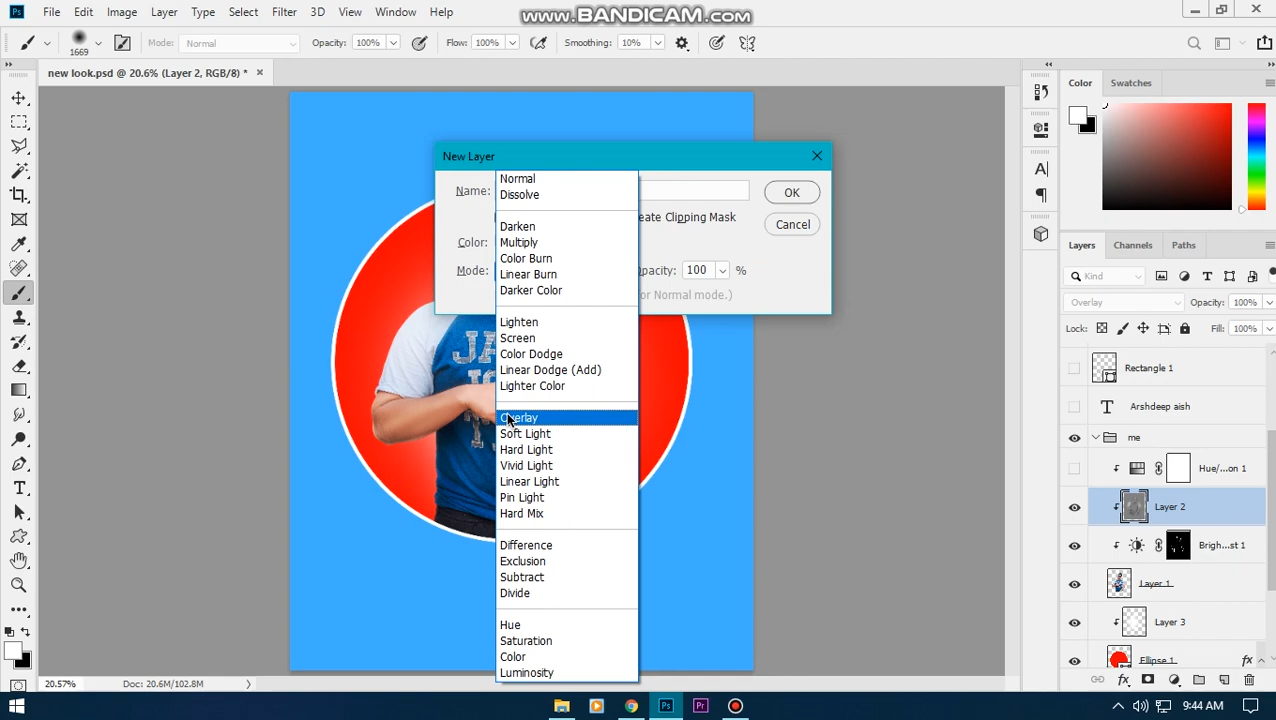 www.BANDICAM.com
Ps File Edit Image Layer Type Select Filter 3D View Window Help
1669 Mode: Normal Opacity: 100% Flow: 100% Smoothing: 10%
new look.psd @ 20.6% (Layer 2, RGB/8) *
New Layer
Name:
OK
Create Clipping Mask
Cancel
Color:
Mode:
Opacity: 100 %
or Normal mode.)
Normal
Dissolve
Darken
Multiply
Color Burn
Linear Burn
Darker Color
Lighten
Screen
Color Dodge
Linear Dodge (Add)
Lighter Color
Overlay
Soft Light
Hard Light
Vivid Light
Linear Light
Pin Light
Hard Mix
Difference
Exclusion
Subtract
Divide
Hue
Saturation
Color
Luminosity
Color Swatches
Layers Channels Paths
Kind
Overlay Opacity: 100%
Lock: Fill: 100%
Rectangle 1
Arshdeep aish
me
Hue/...on 1
Layer 2
Brigh...st 1
Layer 1
Layer 3
Ellipse 1 fx
20.57% Doc: 20.6M/102.8M
Ps Pr 9:44 AM